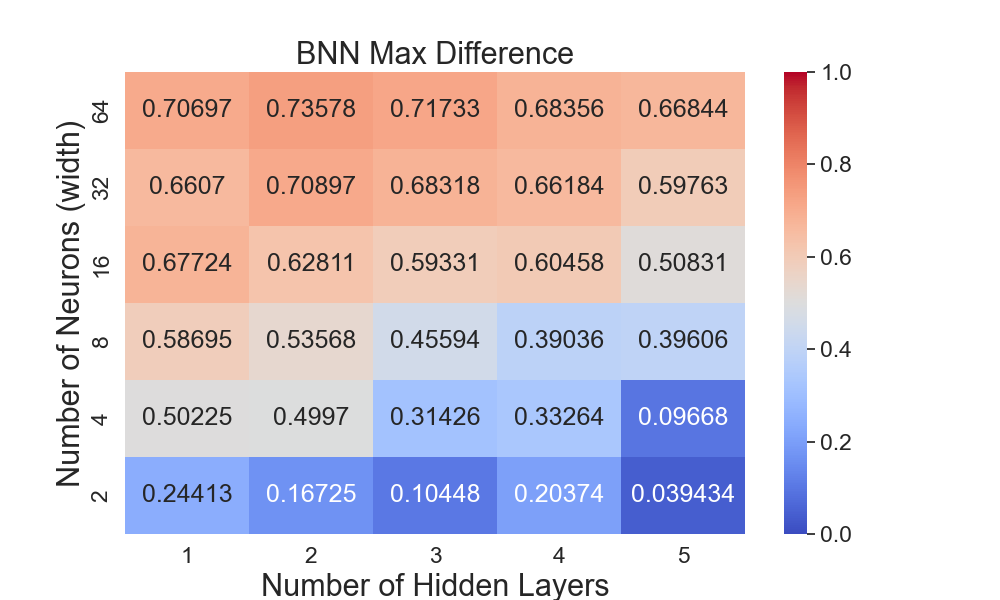 BNN Max Difference
Number of Neurons (width)
64 0.70697 0.73578 0.71733 0.68356 0.66844
32 0.6607 0.70897 0.68318 0.66184 0.59763
16 0.67724 0.62811 0.59331 0.60458 0.50831
8 0.58695 0.53568 0.45594 0.39036 0.39606
4 0.50225 0.4997 0.31426 0.33264 0.09668
2 0.24413 0.16725 0.10448 0.20374 0.039434
1 2 3 4 5
Number of Hidden Layers
1.0
0.8
0.6
0.4
0.2
0.0